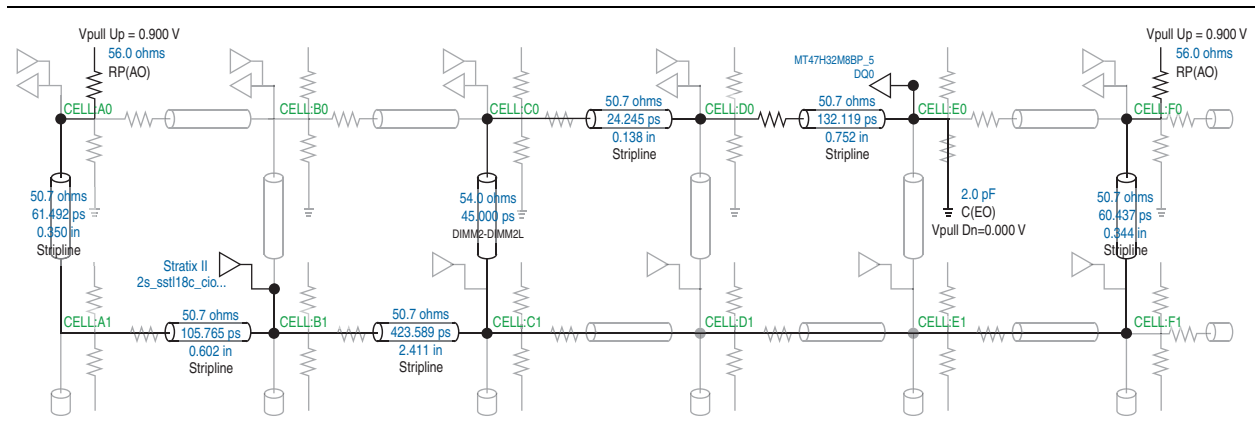 Vpull Up = 0.900 V
56.0 ohms
RP(AO)
CELL:A0
CELL:B0
CELL:C0
50.7 ohms
24.245 ps
0.138 in
Stripline
CELL:D0
MT47H32M8BP_5
DQ0
50.7 ohms
132.119 ps
0.752 in
Stripline
CELL:E0
Vpull Up = 0.900 V
56.0 ohms
RP(AO)
CELL:F0
50.7 ohms
61.492 ps
0.350 in
Stripline
54.0 ohms
45.000 ps
DIMM2-DIMM2L
2.0 pF
C(EO)
Vpull Dn=0.000 V
50.7 ohms
60.437 ps
0.344 in
Stripline
Stratix II
2s_sstl18c_cio...
CELL:A1
50.7 ohms
105.765 ps
0.602 in
Stripline
CELL:B1
50.7 ohms
423.589 ps
2.411 in
Stripline
CELL:C1
CELL:D1
CELL:E1
CELL:F1